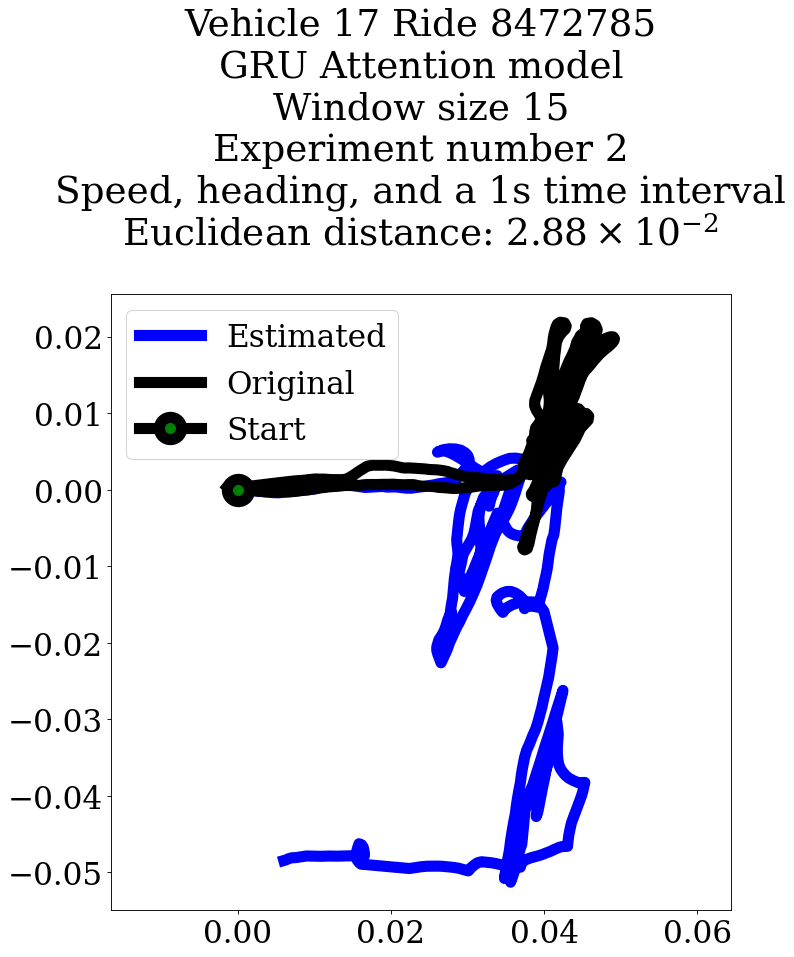 Vehicle 17 Ride 8472785
GRU Attention model
Window size 15
Experiment number 2
Speed, heading, and a 1s time interval
Euclidean distance: 2.88 × 10⁻²
Estimated
Original
Start
0.02
0.01
0.00
−0.01
−0.02
−0.03
−0.04
−0.05
0.00 0.02 0.04 0.06